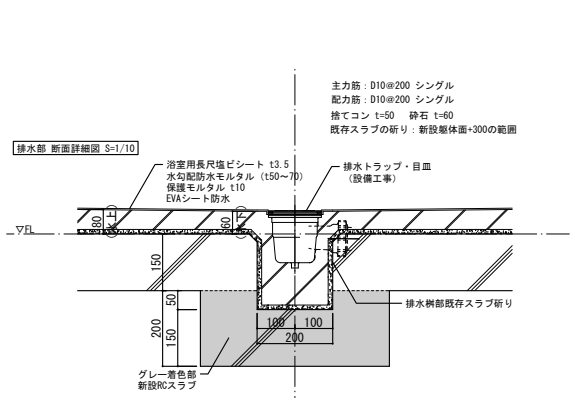 主力筋：D10@200 シングル
配力筋：D10@200 シングル
捨てコン t=50　砕石 t=60
既存スラブの斫り：新設躯体面+300の範囲
排水部 断面詳細図 S=1/10
浴室用長尺塩ビシート t3.5
水勾配防水モルタル（t50～70）
保護モルタル t10
EVAシート防水
排水トラップ・目皿
（設備工事）
80
水上
60
水下
▽FL
150
50
200
150
100
100
200
排水桝部既存スラブ斫り
グレー着色部
新設RCスラブ